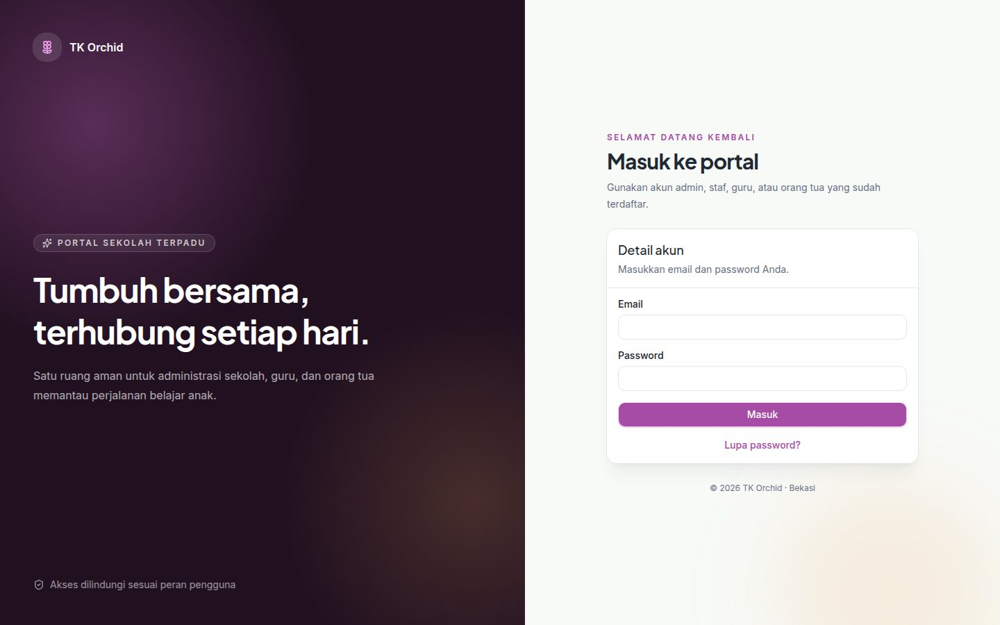 TK Orchid
PORTAL SEKOLAH TERPADU
Tumbuh bersama,
terhubung setiap hari.
Satu ruang aman untuk administrasi sekolah, guru, dan orang tua
memantau perjalanan belajar anak.
Akses dilindungi sesuai peran pengguna
SELAMAT DATANG KEMBALI
Masuk ke portal
Gunakan akun admin, staf, guru, atau orang tua yang sudah
terdaftar.
Detail akun
Masukkan email dan password Anda.
Email
Password
Masuk
Lupa password?
© 2026 TK Orchid · Bekasi